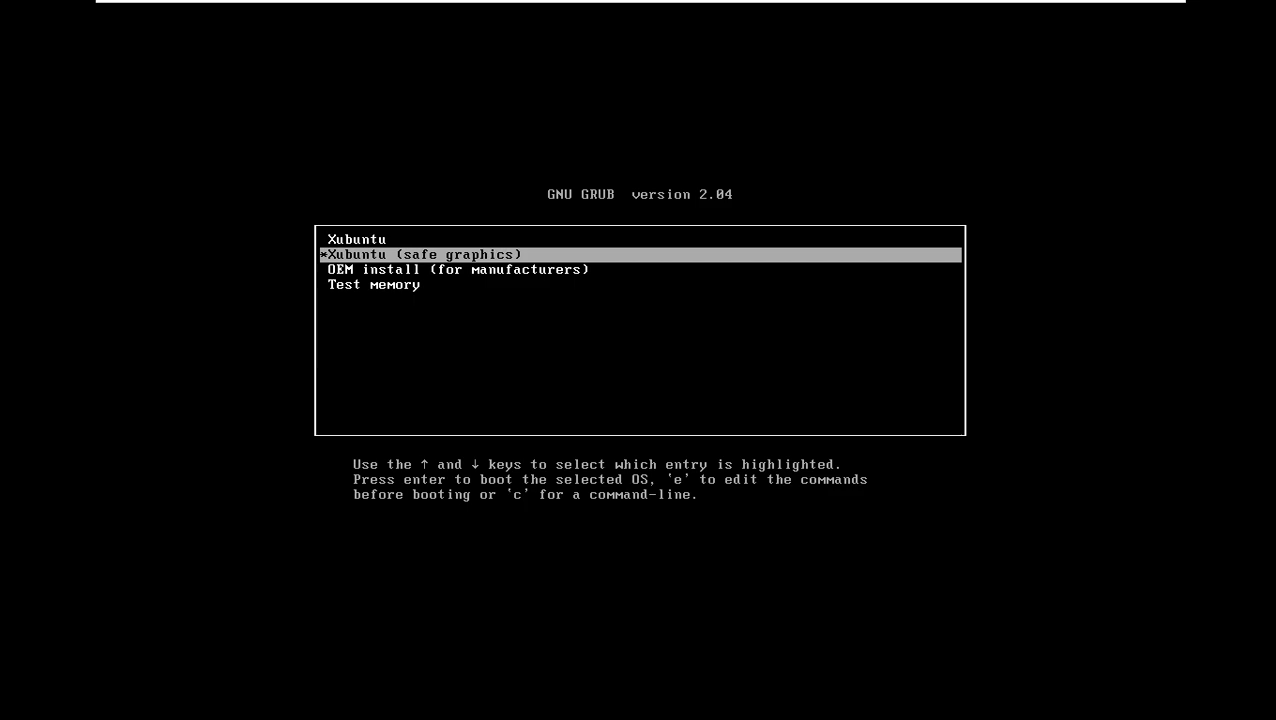 GNU GRUB  version 2.04
Xubuntu
*Xubuntu (safe graphics)
OEM install (for manufacturers)
Test memory
Use the ↑ and ↓ keys to select which entry is highlighted.
Press enter to boot the selected OS, `e' to edit the commands
before booting or `c' for a command-line.